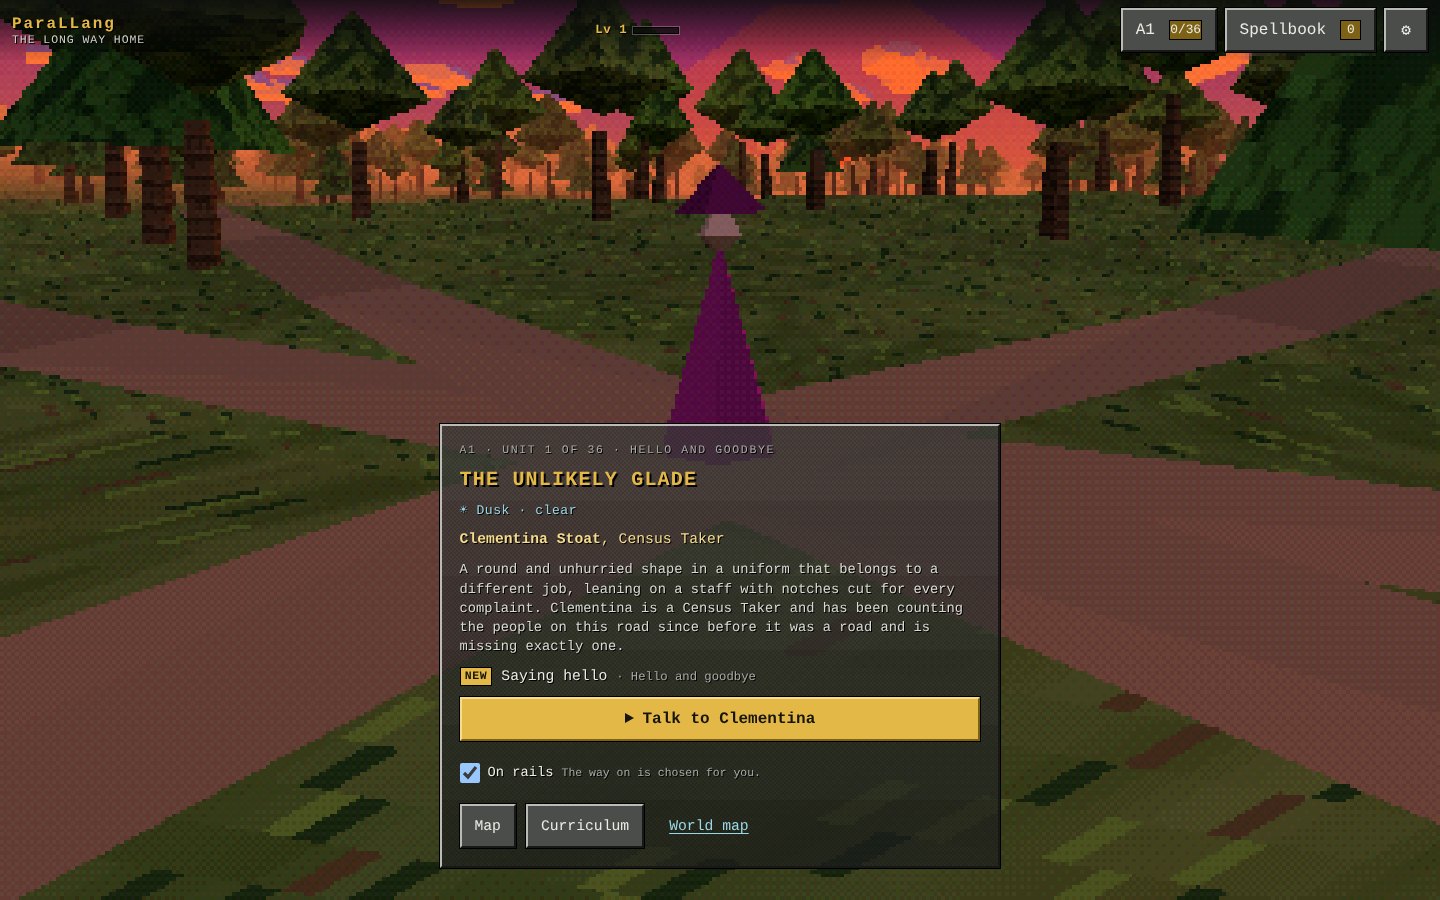 ParaLLang
THE LONG WAY HOME
Lv 1
A1 0/36
Spellbook 0
A1 · UNIT 1 OF 36 · HELLO AND GOODBYE
THE UNLIKELY GLADE
☀ Dusk · clear
Clementina Stoat, Census Taker
A round and unhurried shape in a uniform that belongs to a
different job, leaning on a staff with notches cut for every
complaint. Clementina is a Census Taker and has been counting
the people on this road since before it was a road and is
missing exactly one.
NEW Saying hello · Hello and goodbye
▶ Talk to Clementina
On rails The way on is chosen for you.
Map
Curriculum
World map